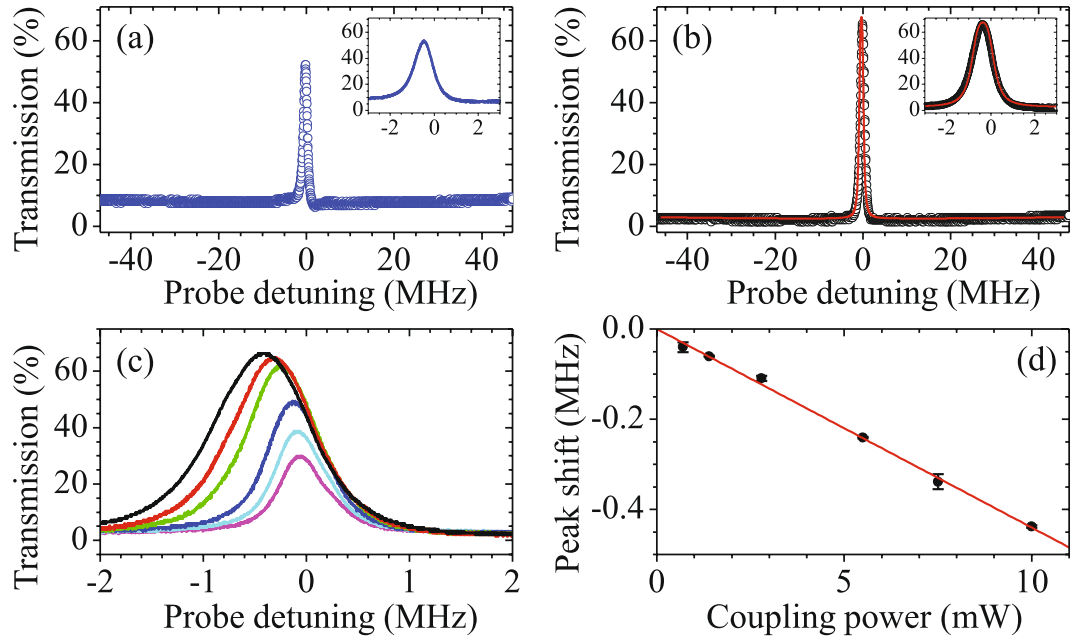 (a)
Transmission (%)
60
40
20
0
-40 -20 0 20 40
Probe detuning (MHz)
60
40
20
0
-2 0 2
(b)
Transmission (%)
60
40
20
0
-40 -20 0 20 40
Probe detuning (MHz)
60
40
20
0
-2 0 2
(c)
Transmission (%)
60
40
20
0
-2 -1 0 1 2
Probe detuning (MHz)
(d)
Peak shift (MHz)
0.0
-0.2
-0.4
0 5 10
Coupling power (mW)